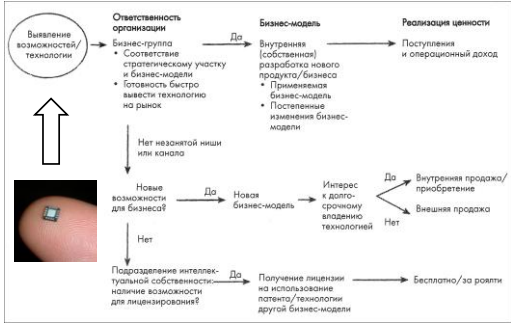 Выявление
возможностей/
технологии
Ответственность
организации
Бизнес-группа
• Соответствие
стратегическому участку
и бизнес-модели
• Готовность быстро
вывести технологию
на рынок
Да
Бизнес-модель
Внутренняя
(собственная)
разработка нового
продукта/бизнеса
• Применяемая
бизнес-модель
• Постепенные
изменения бизнес-
модели
Реализация ценности
Поступления
и операционный доход
Нет незанятой ниши
или канала
Новые
возможности
для бизнеса?
Да
Новая
бизнес-модель
Интерес
к долго-
срочному
владению
технологией
Да
Внутренняя продажа/
приобретение
Нет
Внешняя продажа
Нет
Подразделение интеллек-
туальной собственности:
наличие возможности
для лицензирования?
Да
Получение лицензии
на использование
патента/технологии
другой бизнес-модели
Бесплатно/за роялти